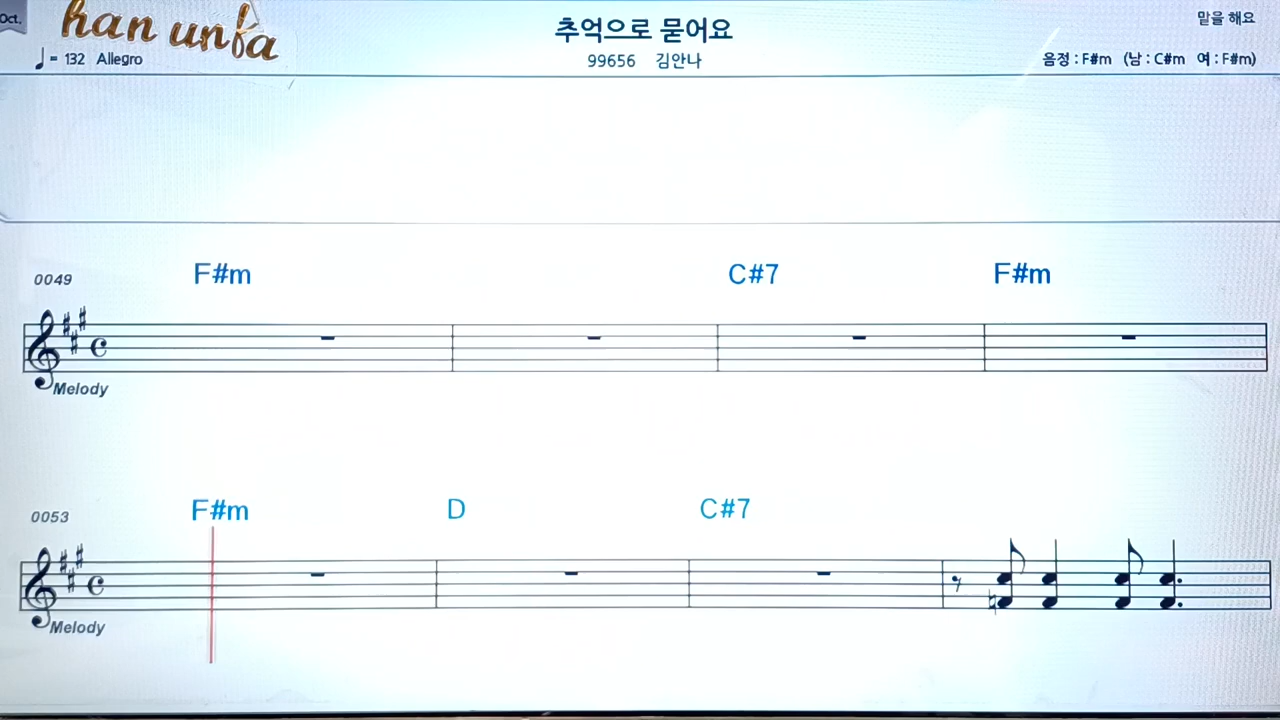 Oct.
han unfa
추억으로 묻어요
맡을 해요
♩= 132 Allegro
99656 김안나
음정 : F#m (남 : C#m 여 : F#m)
0049
F#m C#7 F#m
Melody
0053
F#m D C#7
Melody